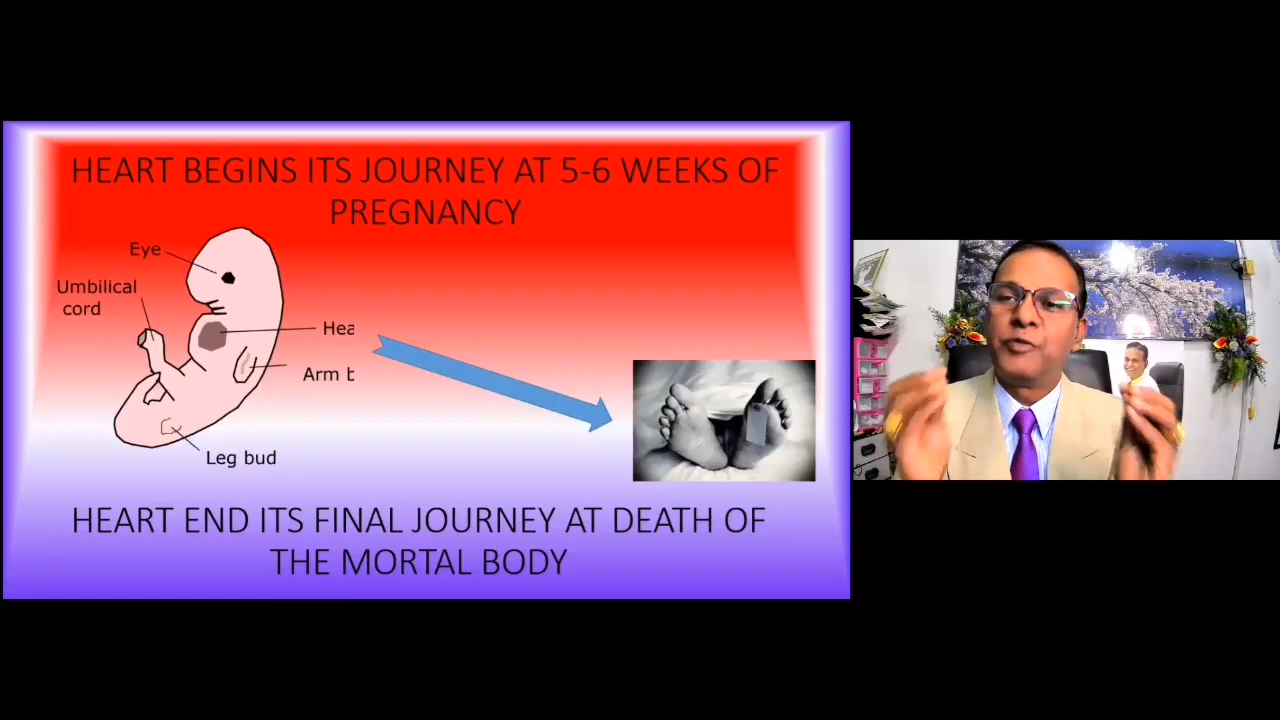 HEART BEGINS ITS JOURNEY AT 5-6 WEEKS OF
PREGNANCY
Eye
Umbilical
cord
Hea
Arm b
Leg bud
HEART END ITS FINAL JOURNEY AT DEATH OF
THE MORTAL BODY